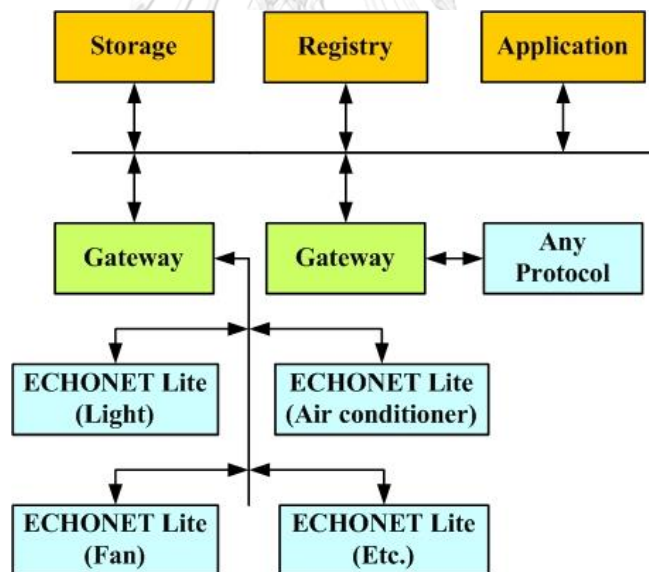 Storage
Registry
Application
Gateway
Gateway
Any
Protocol
ECHONET Lite
(Light)
ECHONET Lite
(Air conditioner)
ECHONET Lite
(Fan)
ECHONET Lite
(Etc.)